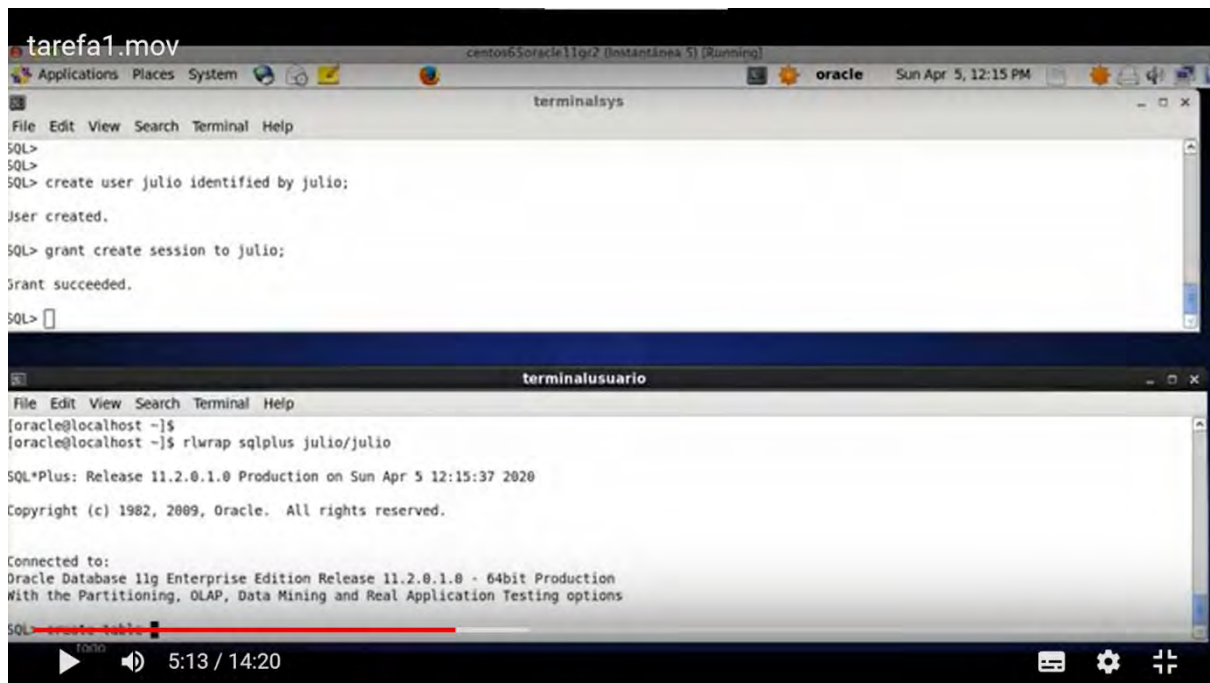 tarefa1.mov
centos65oracle11gr2 (Instantánea 5) [Running]
Applications Places System oracle Sun Apr 5, 12:15 PM
terminalsys
File Edit View Search Terminal Help
SQL>
SQL>
SQL> create user julio identified by julio;
User created.
SQL> grant create session to julio;
Grant succeeded.
SQL>
terminalusuario
File Edit View Search Terminal Help
[oracle@localhost ~]$
[oracle@localhost ~]$ rlwrap sqlplus julio/julio
SQL*Plus: Release 11.2.0.1.0 Production on Sun Apr 5 12:15:37 2020
Copyright (c) 1982, 2009, Oracle. All rights reserved.
Connected to:
Oracle Database 11g Enterprise Edition Release 11.2.0.1.0 - 64bit Production
With the Partitioning, OLAP, Data Mining and Real Application Testing options
SQL> create table
todo
5:13 / 14:20